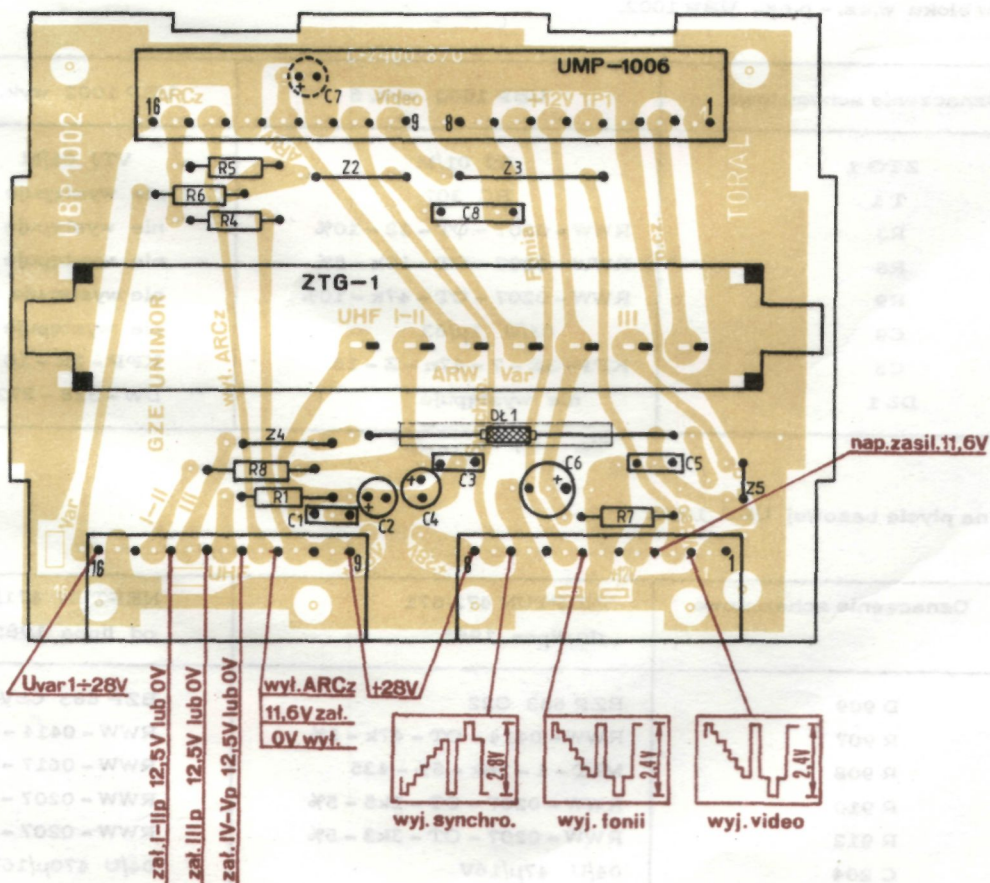 UMP-1006
C7
16
ARCz
Video
9
8
+12V
TP1
1
UBP1002
TORAL
R5
R6
R4
Z2
Z3
C8
Fonia
ZTG-1
UHF
I-II
III
ARW
Var
GZE UNIMOR
wył. ARCz
DŁ1
Z4
R8
R1
C1
C2
C4
C3
C6
C5
R7
Z5
nap.zasil.11,6V
Var
I-II
III
UHF
16
9
8
+12V
1
Uvar1÷28V
zał. I-IIp 12,5V lub 0V
zał. IIIp 12,5V lub 0V
zał. IV-Vp 12,5V lub 0V
wył. ARCz
11,6V zał.
0V wył.
+28V
2,8V
wyj. synchro.
2,4V
wyj. fonii
2,4V
wyj. video